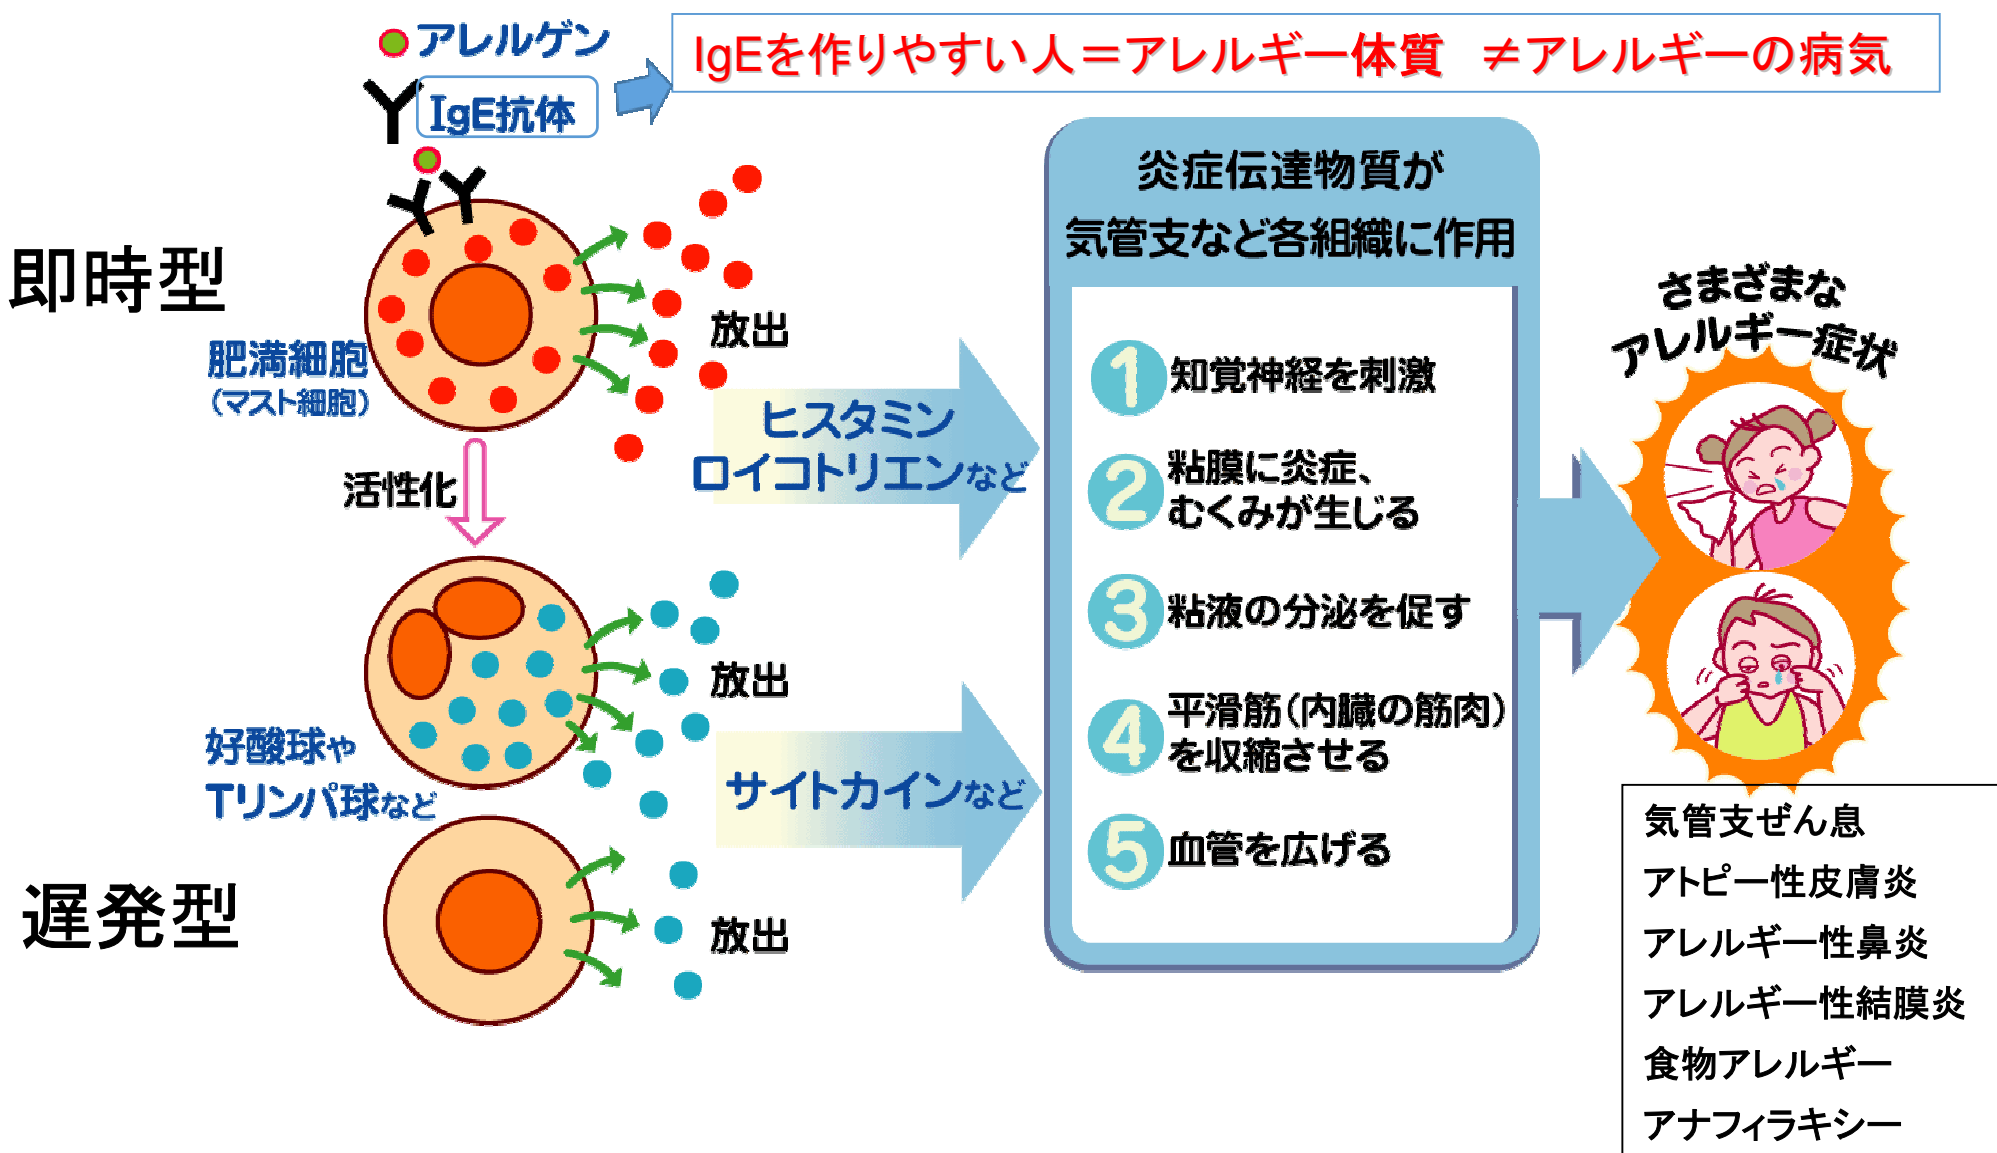 アレルゲン
IgE抗体
IgEを作りやすい人＝アレルギー体質　≠アレルギーの病気
即時型
肥満細胞
（マスト細胞）
放出
活性化
ヒスタミン
ロイコトリエンなど
好酸球や
Tリンパ球など
放出
サイトカインなど
遅発型
放出
炎症伝達物質が
気管支など各組織に作用
1 知覚神経を刺激
2 粘膜に炎症、
むくみが生じる
3 粘液の分泌を促す
4 平滑筋（内臓の筋肉）
を収縮させる
5 血管を広げる
さまざまな
アレルギー症状
気管支ぜん息
アトピー性皮膚炎
アレルギー性鼻炎
アレルギー性結膜炎
食物アレルギー
アナフィラキシー